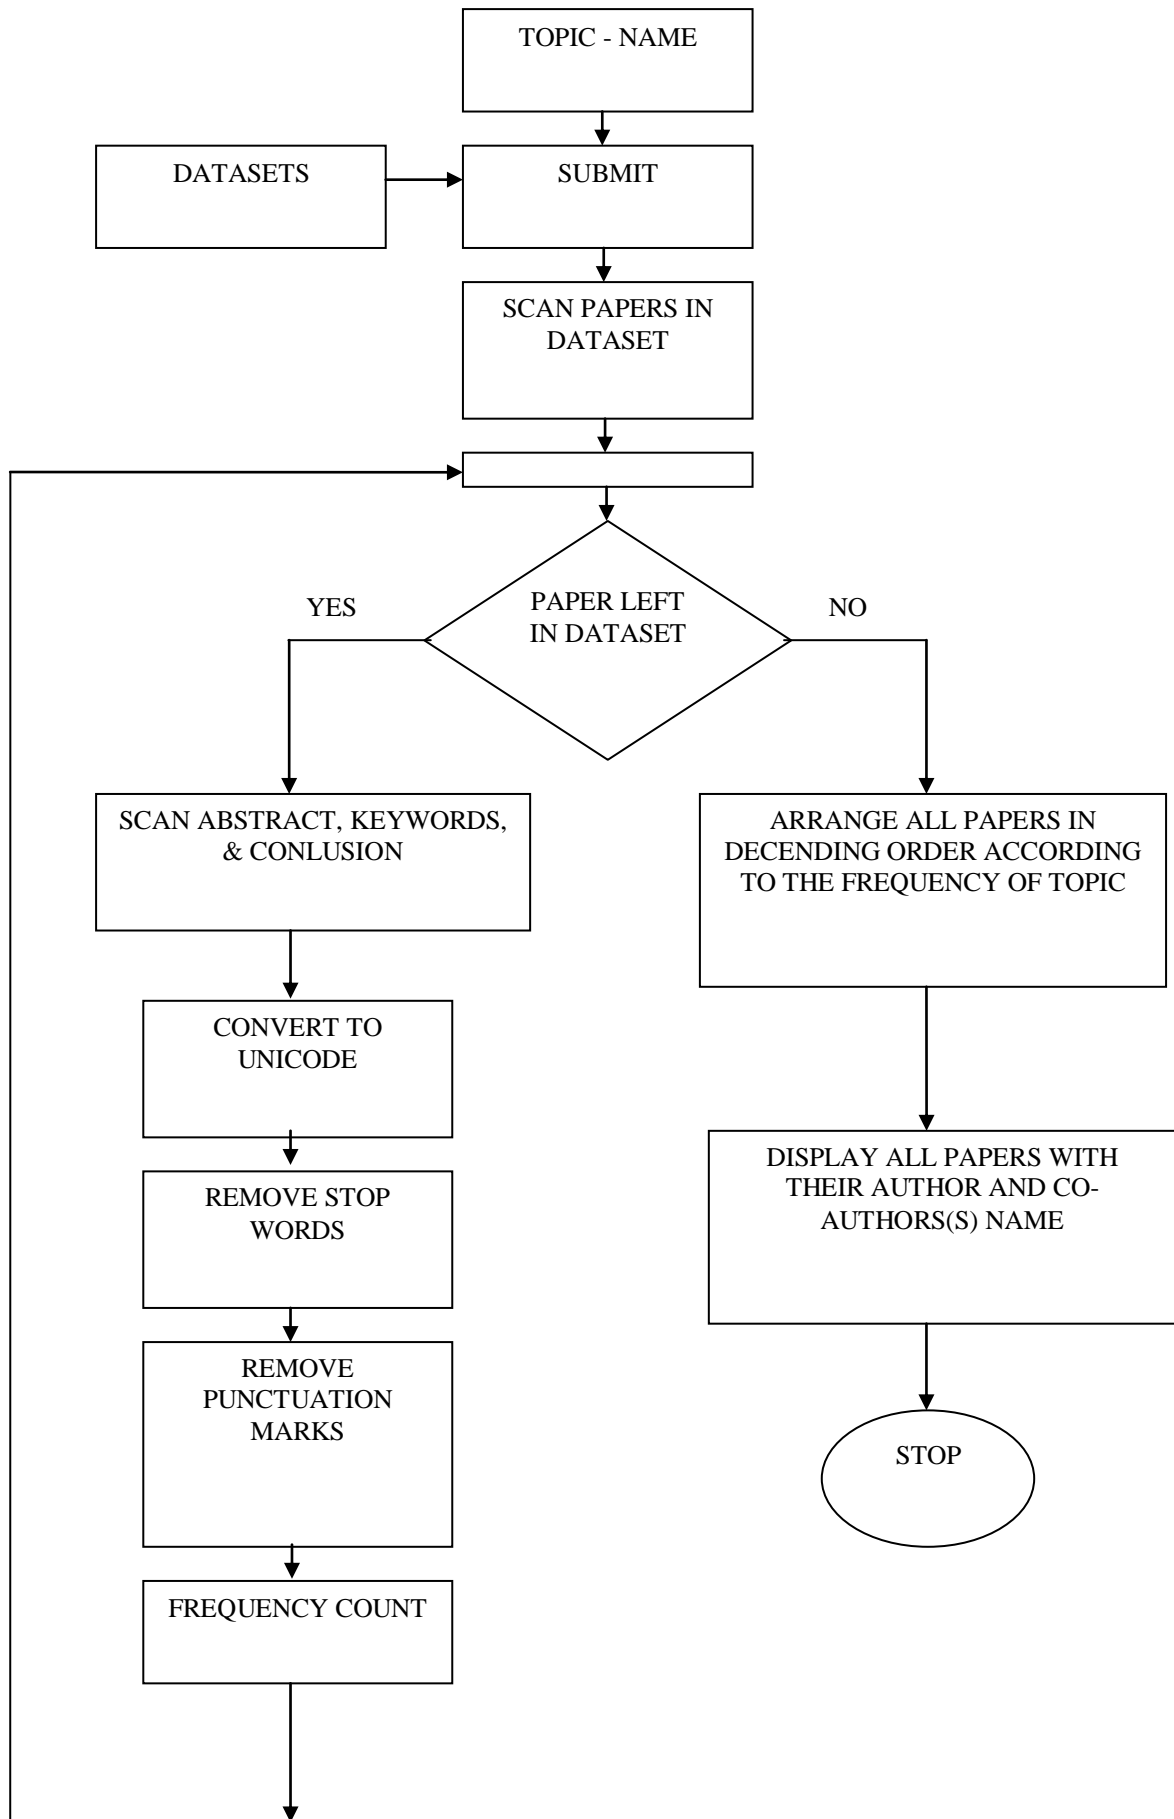 TOPIC - NAME
DATASETS
SUBMIT
SCAN PAPERS IN
DATASET
YES
PAPER LEFT
IN DATASET
NO
SCAN ABSTRACT, KEYWORDS,
& CONLUSION
CONVERT TO
UNICODE
REMOVE STOP
WORDS
REMOVE
PUNCTUATION
MARKS
FREQUENCY COUNT
ARRANGE ALL PAPERS IN
DECENDING ORDER ACCORDING
TO THE FREQUENCY OF TOPIC
DISPLAY ALL PAPERS WITH
THEIR AUTHOR AND CO-
AUTHORS(S) NAME
STOP